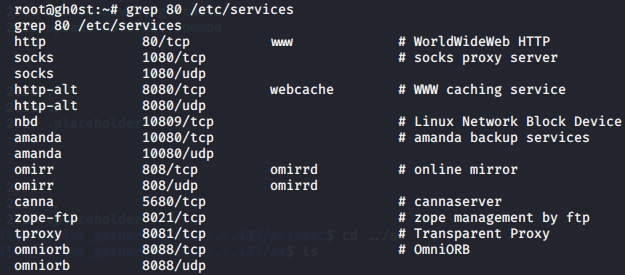 root@gh0st:~# grep 80 /etc/services
grep 80 /etc/services
http 80/tcp www # WorldWideWeb HTTP
socks 1080/tcp # socks proxy server
socks 1080/udp
http-alt 8080/tcp webcache # WWW caching service
http-alt 8080/udp
nbd 10809/tcp # Linux Network Block Device
amanda 10080/tcp # amanda backup services
amanda 10080/udp
omirr 808/tcp omirrd # online mirror
omirr 808/udp omirrd
canna 5680/tcp # cannaserver
zope-ftp 8021/tcp # zope management by ftp
tproxy 8081/tcp # Transparent Proxy
omniorb 8088/tcp # OmniORB
omniorb 8088/udp